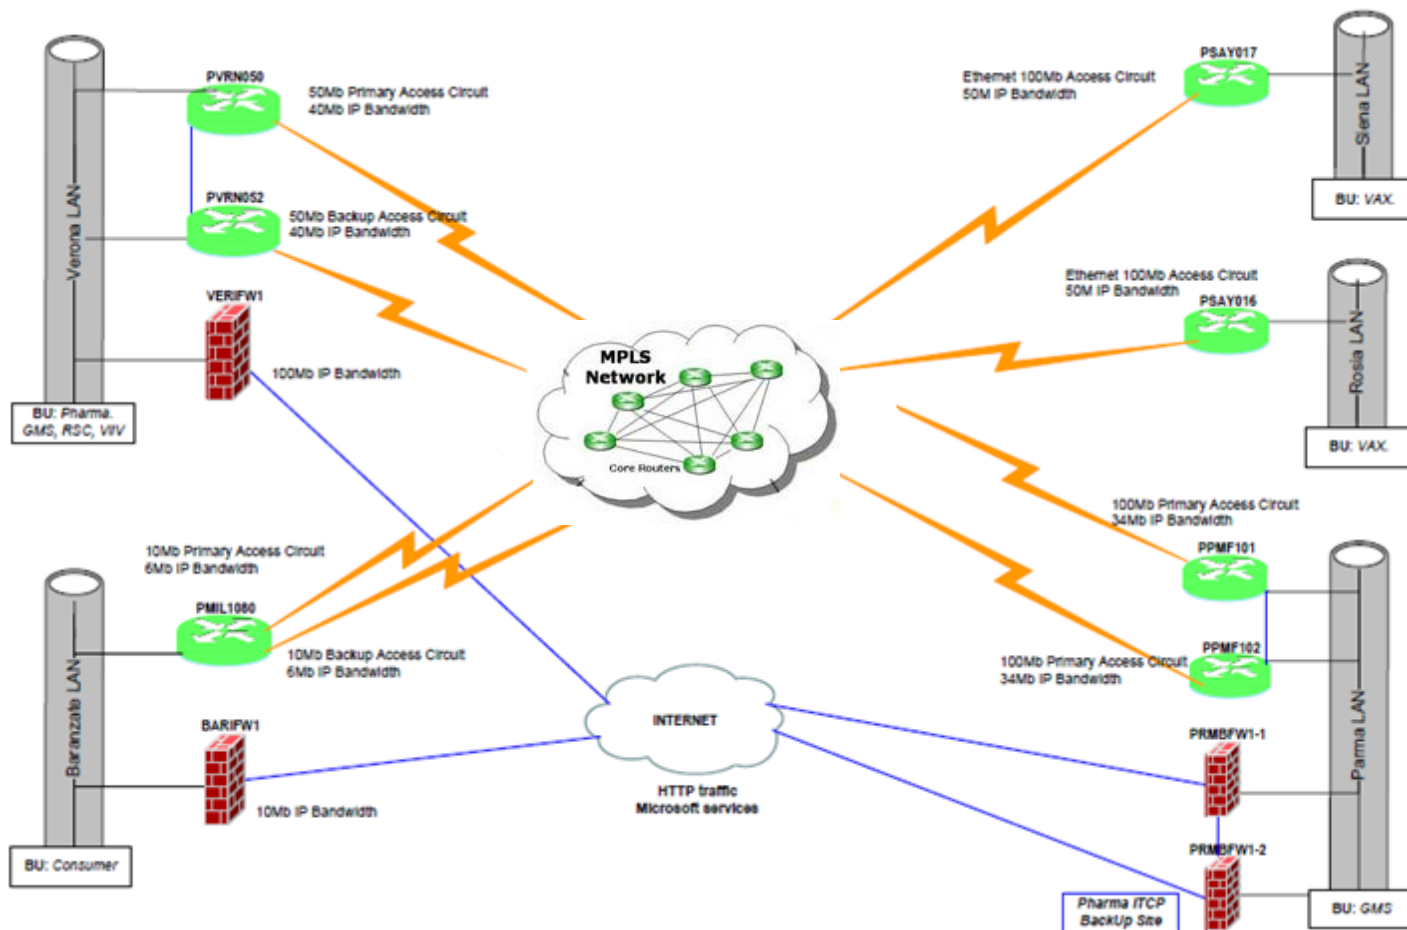 PVRN050
50Mb Primary Access Circuit
40Mb IP Bandwidth
PVRN052
50Mb Backup Access Circuit
40Mb IP Bandwidth
Verona LAN
VERIFW1
100Mb IP Bandwidth
BU: Pharma.
GMS, RSC, VIIV
PSAY017
Ethernet 100Mb Access Circuit
50M IP Bandwidth
Siena LAN
BU: VAX.
Ethernet 100Mb Access Circuit
50M IP Bandwidth
PSAY016
Rosia LAN
BU: VAX.
MPLS
Network
Core Routers
10Mb Primary Access Circuit
6Mb IP Bandwidth
PMIL1080
10Mb Backup Access Circuit
6Mb IP Bandwidth
Baranzate LAN
BARIFW1
10Mb IP Bandwidth
BU: Consumer
INTERNET
HTTP traffic
Microsoft services
100Mb Primary Access Circuit
34Mb IP Bandwidth
PPMF101
PPMF102
100Mb Primary Access Circuit
34Mb IP Bandwidth
Parma LAN
PRMBFW1-1
PRMBFW1-2
Pharma ITCP
BackUp Site
BU: GMS